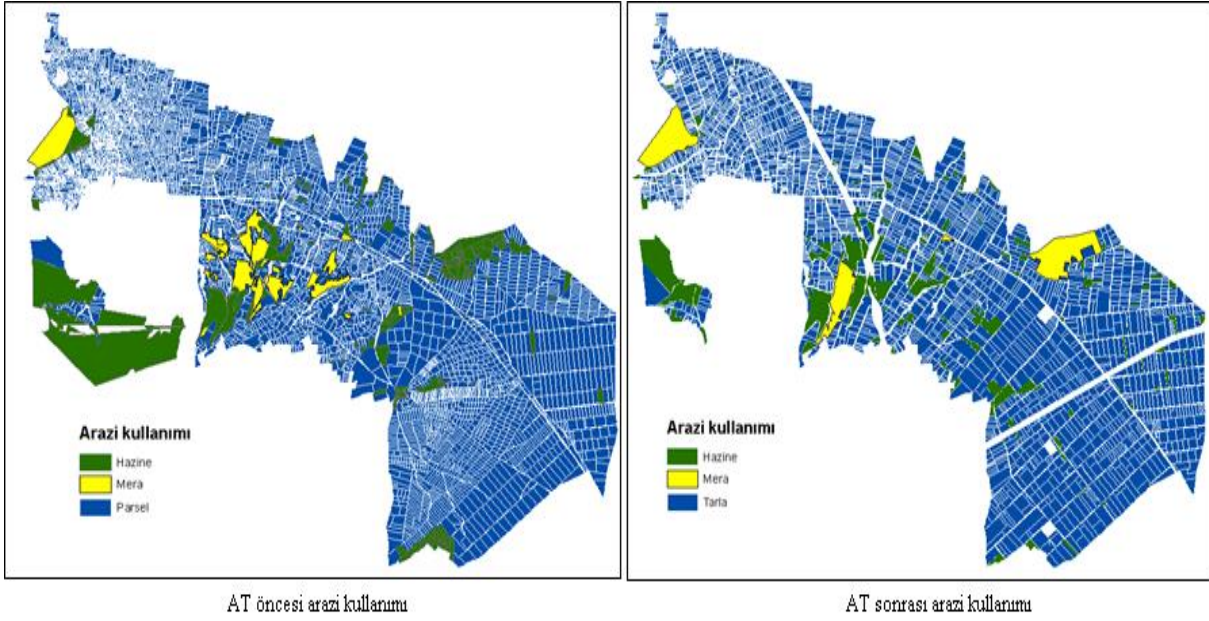 Arazi kullanımı
Hazine
Mera
Parsel
Arazi kullanımı
Hazine
Mera
Tarla
AT öncesi arazi kullanımı
AT sonrası arazi kullanımı